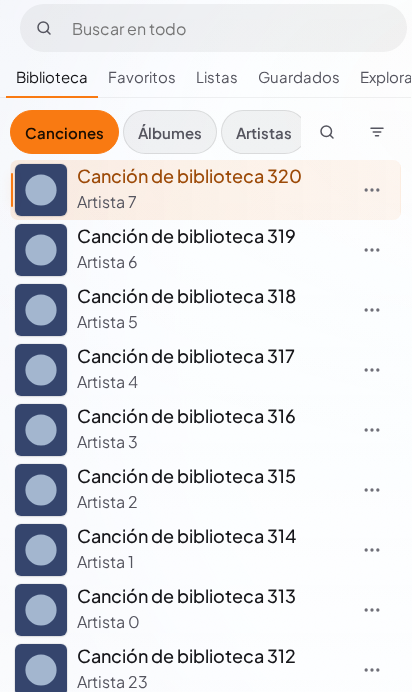 Buscar en todo
Biblioteca Favoritos Listas Guardados Explora
Canciones Álbumes Artistas
Canción de biblioteca 320
Artista 7
Canción de biblioteca 319
Artista 6
Canción de biblioteca 318
Artista 5
Canción de biblioteca 317
Artista 4
Canción de biblioteca 316
Artista 3
Canción de biblioteca 315
Artista 2
Canción de biblioteca 314
Artista 1
Canción de biblioteca 313
Artista 0
Canción de biblioteca 312
Artista 23